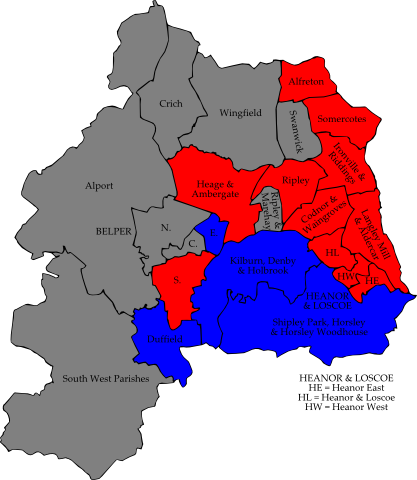 Alfreton
Crich
Wingfield
Swanwick
Somercotes
Ironville &
Riddings
Alport
Heage &
Ambergate
Ripley
Ripley &
Marehay
Codnor &
Waingroves
Langley Mill
& Aldercar
BELPER
N.
E.
C.
S.
HL
HW
HE
Kilburn, Denby
& Holbrook
HEANOR
& LOSCOE
Shipley Park, Horsley
& Horsley Woodhouse
Duffield
South West Parishes
HEANOR & LOSCOE
HE = Heanor East
HL = Heanor & Loscoe
HW = Heanor West